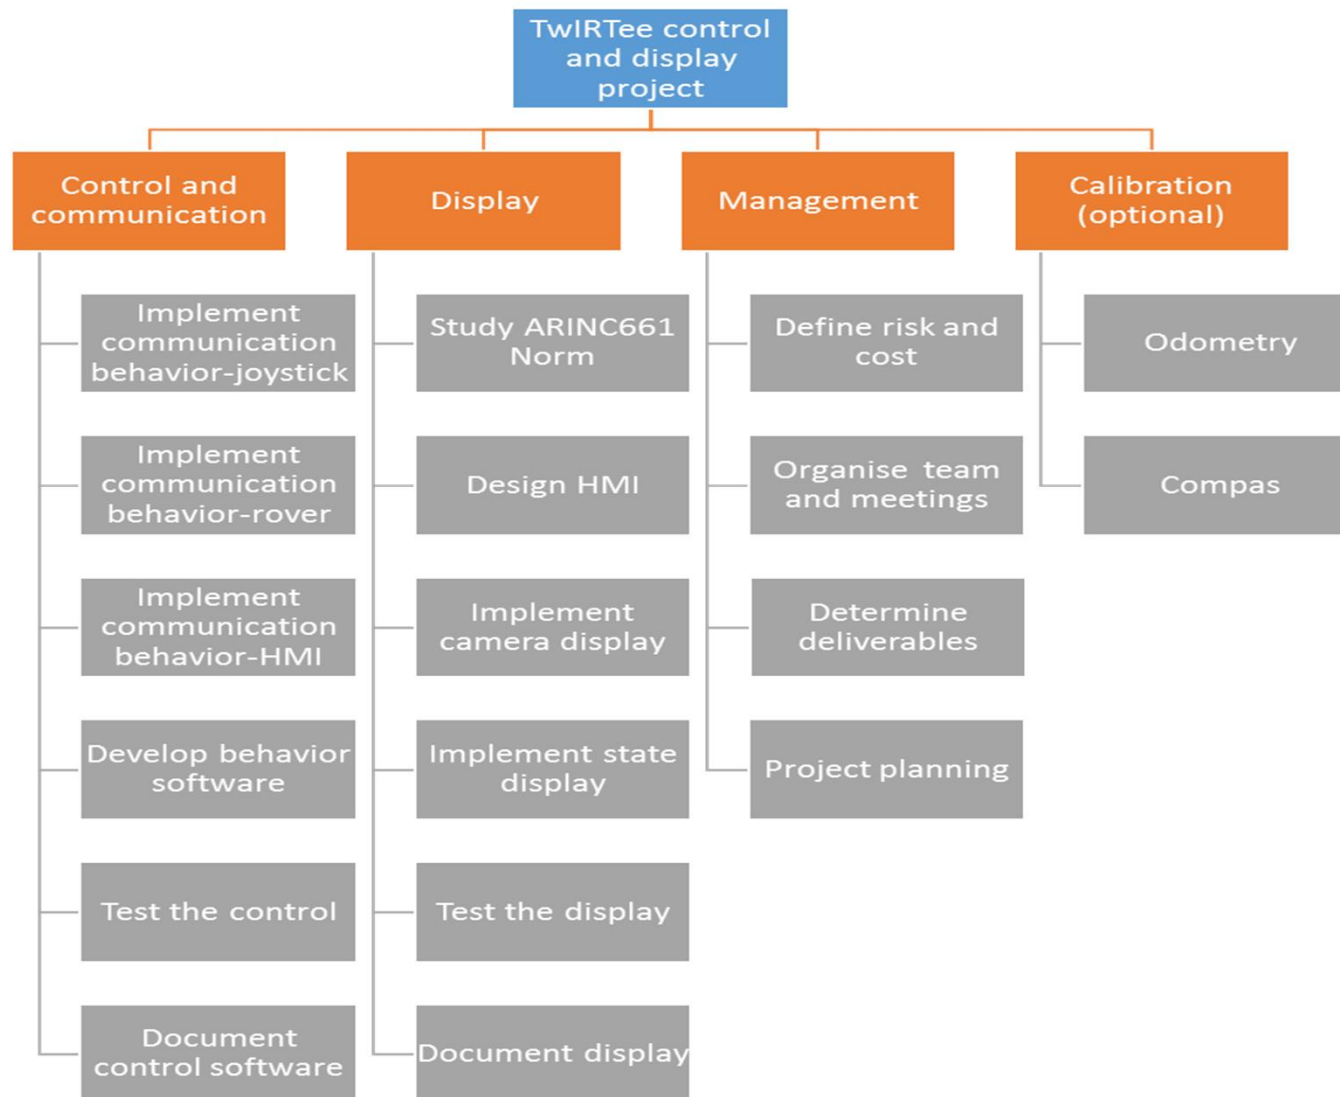 TwIRTee control
and display
project
Control and
communication
Implement
communication
behavior-joystick
Implement
communication
behavior-rover
Implement
communication
behavior-HMI
Develop behavior
software
Test the control
Document
control software
Display
Study ARINC661
Norm
Design HMI
Implement
camera display
Implement state
display
Test the display
Document display
Management
Define risk and
cost
Organise team
and meetings
Determine
deliverables
Project planning
Calibration
(optional)
Odometry
Compas